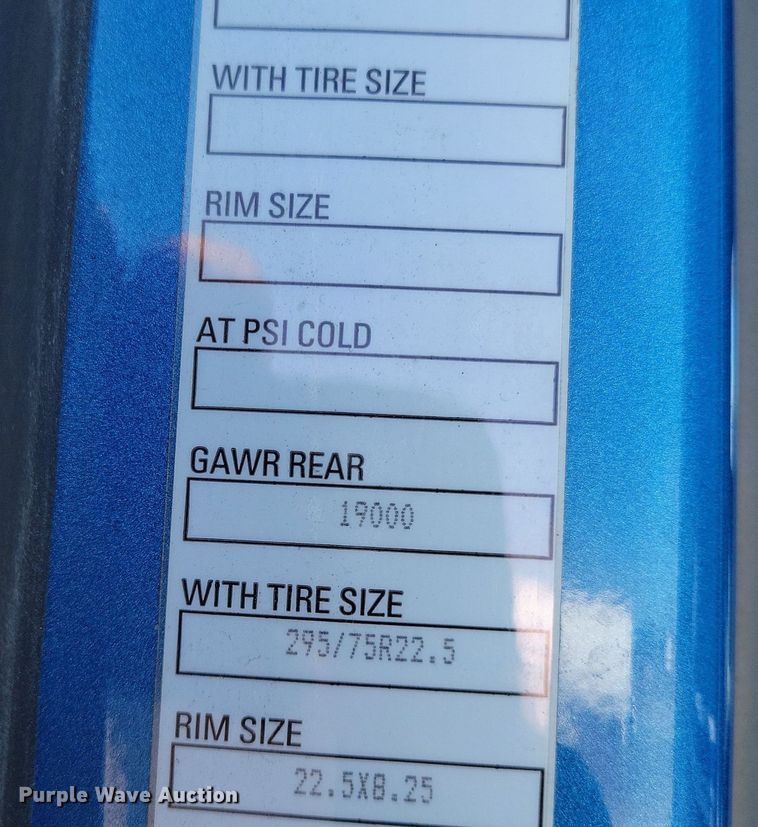 WITH TIRE SIZE
RIM SIZE
AT PSI COLD
GAWR REAR
19000
WITH TIRE SIZE
295/75R22.5
RIM SIZE
22.5X8.25
Purple Wave Auction